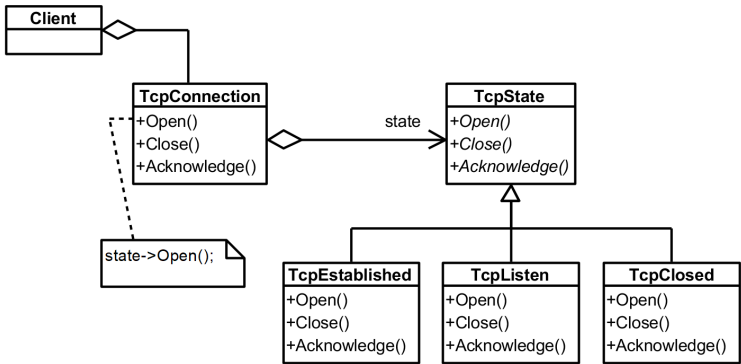 Client
TcpConnection
+Open()
+Close()
+Acknowledge()
state
TcpState
+Open()
+Close()
+Acknowledge()
state->Open();
TcpEstablished
+Open()
+Close()
+Acknowledge()
TcpListen
+Open()
+Close()
+Acknowledge()
TcpClosed
+Open()
+Close()
+Acknowledge()